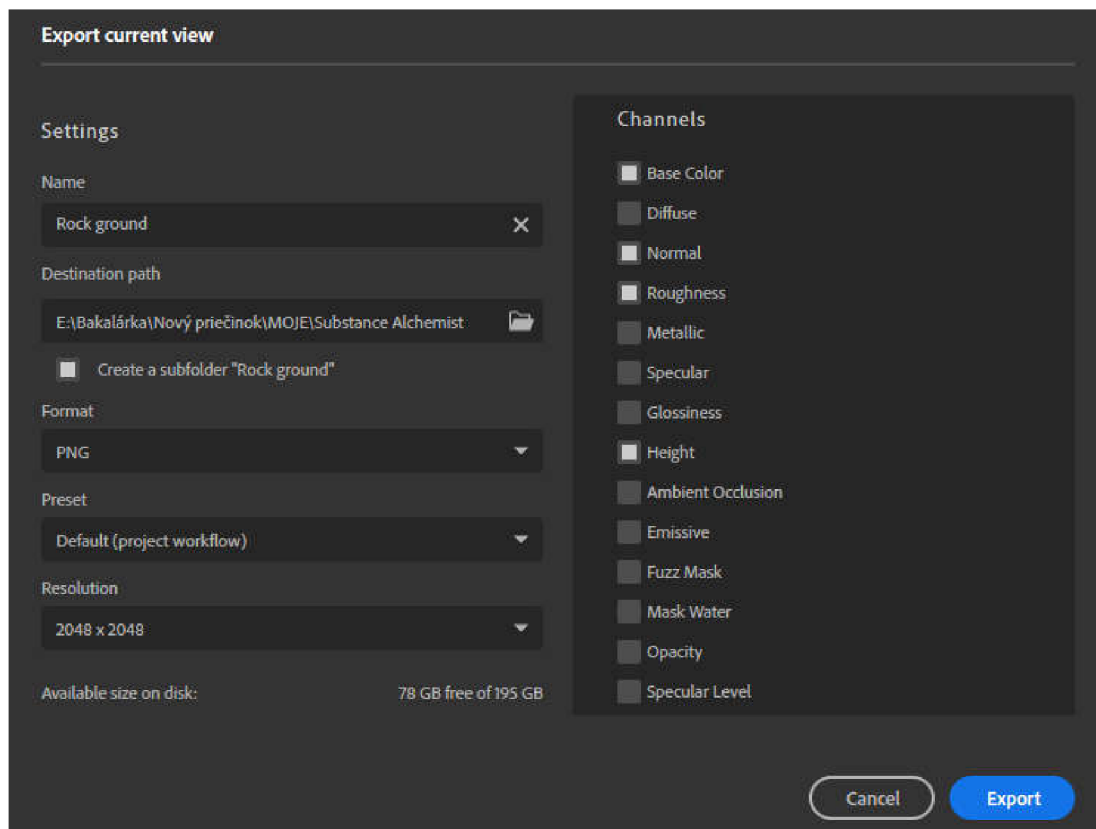 Export current view
Settings
Name
Rock ground
Destination path
E:\Bakalárka\Nový priečinok\MOJE\Substance Alchemist
Create a subfolder "Rock ground"
Format
PNG
Preset
Default (project workflow)
Resolution
2048 x 2048
Available size on disk: 78 GB free of 195 GB
Channels
Base Color
Diffuse
Normal
Roughness
Metallic
Specular
Glossiness
Height
Ambient Occlusion
Emissive
Fuzz Mask
Mask Water
Opacity
Specular Level
Cancel
Export